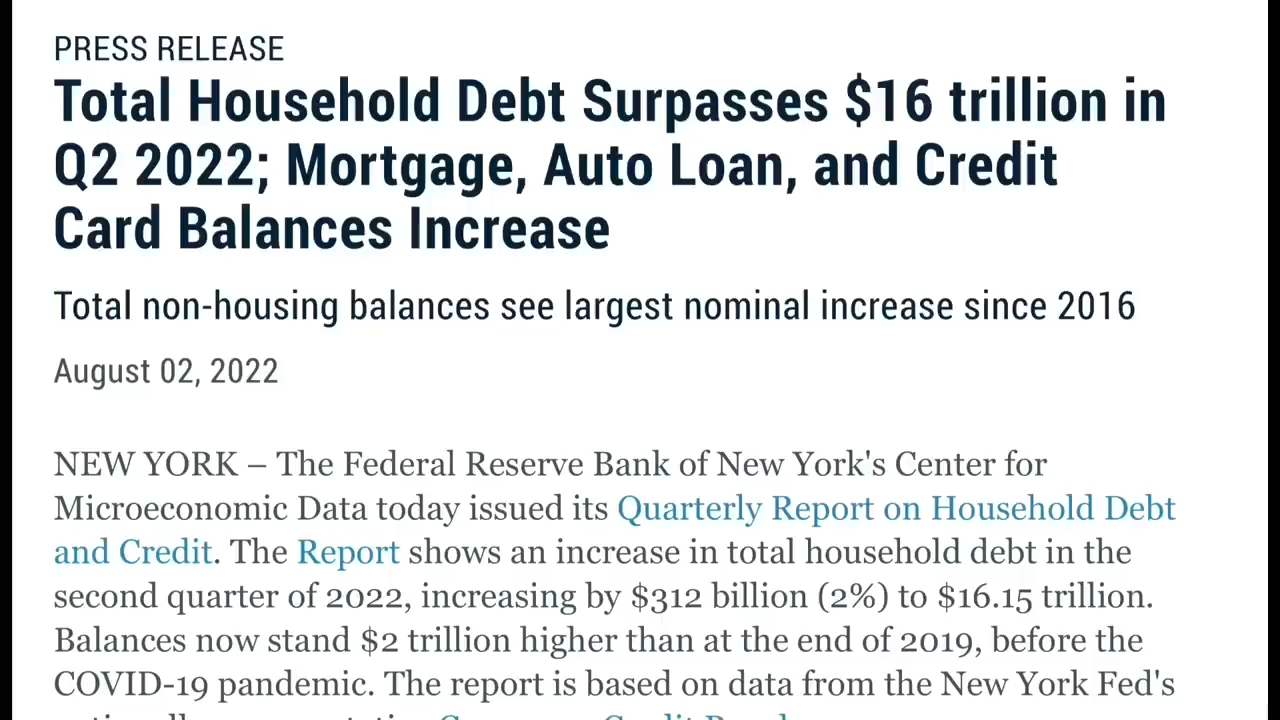 PRESS RELEASE
Total Household Debt Surpasses $16 trillion in
Q2 2022; Mortgage, Auto Loan, and Credit
Card Balances Increase
Total non-housing balances see largest nominal increase since 2016
August 02, 2022
NEW YORK – The Federal Reserve Bank of New York's Center for
Microeconomic Data today issued its Quarterly Report on Household Debt
and Credit. The Report shows an increase in total household debt in the
second quarter of 2022, increasing by $312 billion (2%) to $16.15 trillion.
Balances now stand $2 trillion higher than at the end of 2019, before the
COVID-19 pandemic. The report is based on data from the New York Fed's